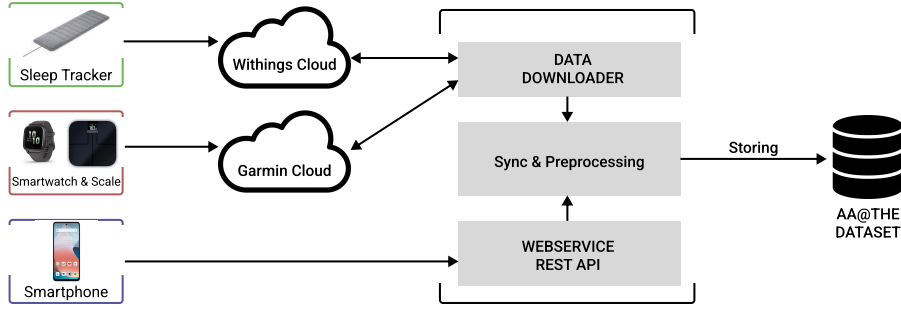 Sleep Tracker
Withings Cloud
DATA
DOWNLOADER
Smartwatch & Scale
Garmin Cloud
Sync & Preprocessing
Storing
AA@THE
DATASET
WEBSERVICE
REST API
Smartphone